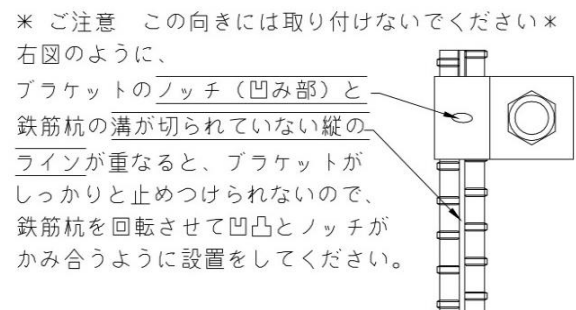 ＊ ご注意　この向きには取り付けないでください＊
右図のように、
ブラケットのノッチ（凹み部）と
鉄筋杭の溝が切られていない縦の
ラインが重なると、ブラケットが
しっかりと止めつけられないので、
鉄筋杭を回転させて凹凸とノッチが
かみ合うように設置をしてください。